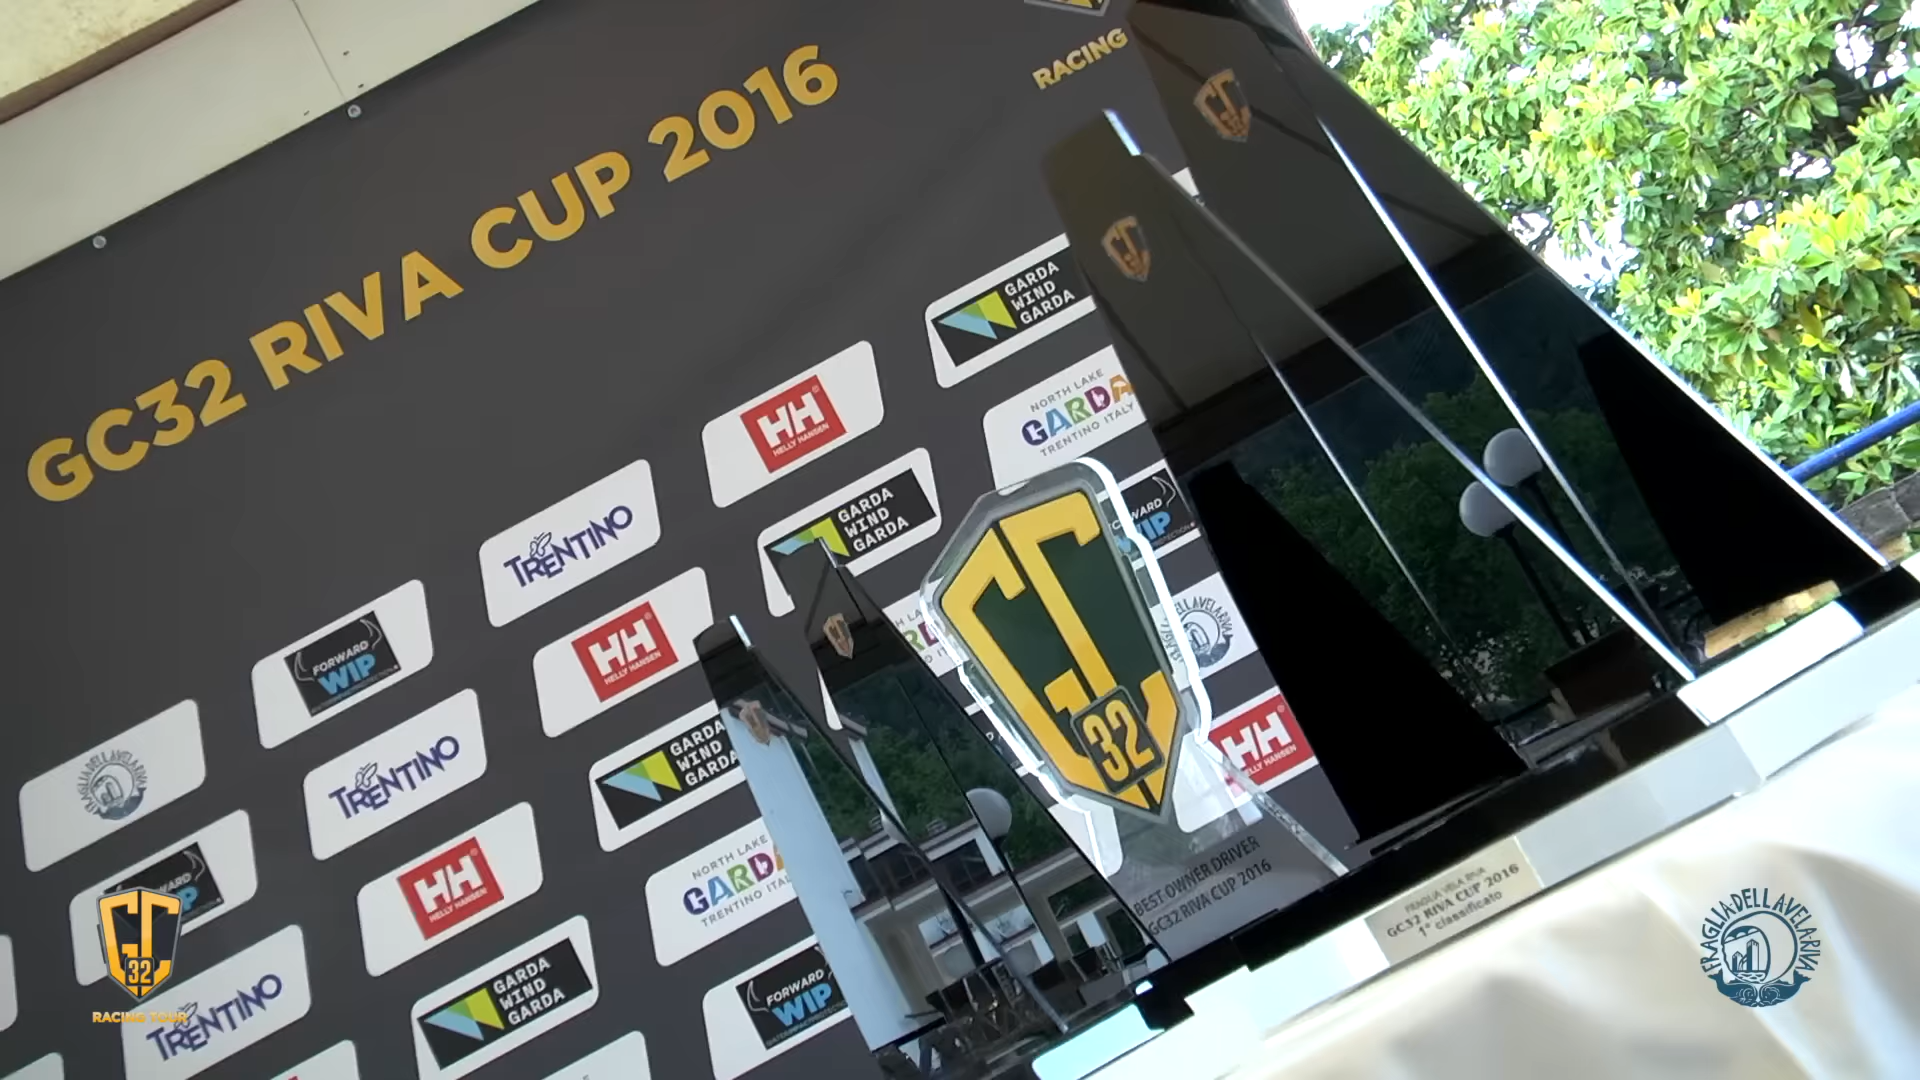 GC32 RIVA CUP 2016
RACING
GARDA
WIND
GARDA
HH
HELLY HANSEN
NORTH LAKE
GARDA
TRENTINO ITALY
TRENTINO
GARDA
WIND
GARDA
WIP
FORWARD
WIP
HH
HELLY HANSEN
FRAGLIA DELLA VELA RIVA
GC
32
TRENTINO
GARDA
WIND
GARDA
HH
HELLY HANSEN
FRAGLIA DELLA VELA RIVA
HH
HELLY HANSEN
NORTH LAKE
GARDA
TRENTINO ITALY
WIP
BEST OWNER DRIVER
GC32 RIVA CUP 2016
FRAGLIA VELA RIVA
GC32 RIVA CUP 2016
1° classificato
GARDA
WIND
GARDA
FORWARD
WIP
TRENTINO
GC
32
RACING TOUR
FRAGLIA DELLA VELA RIVA